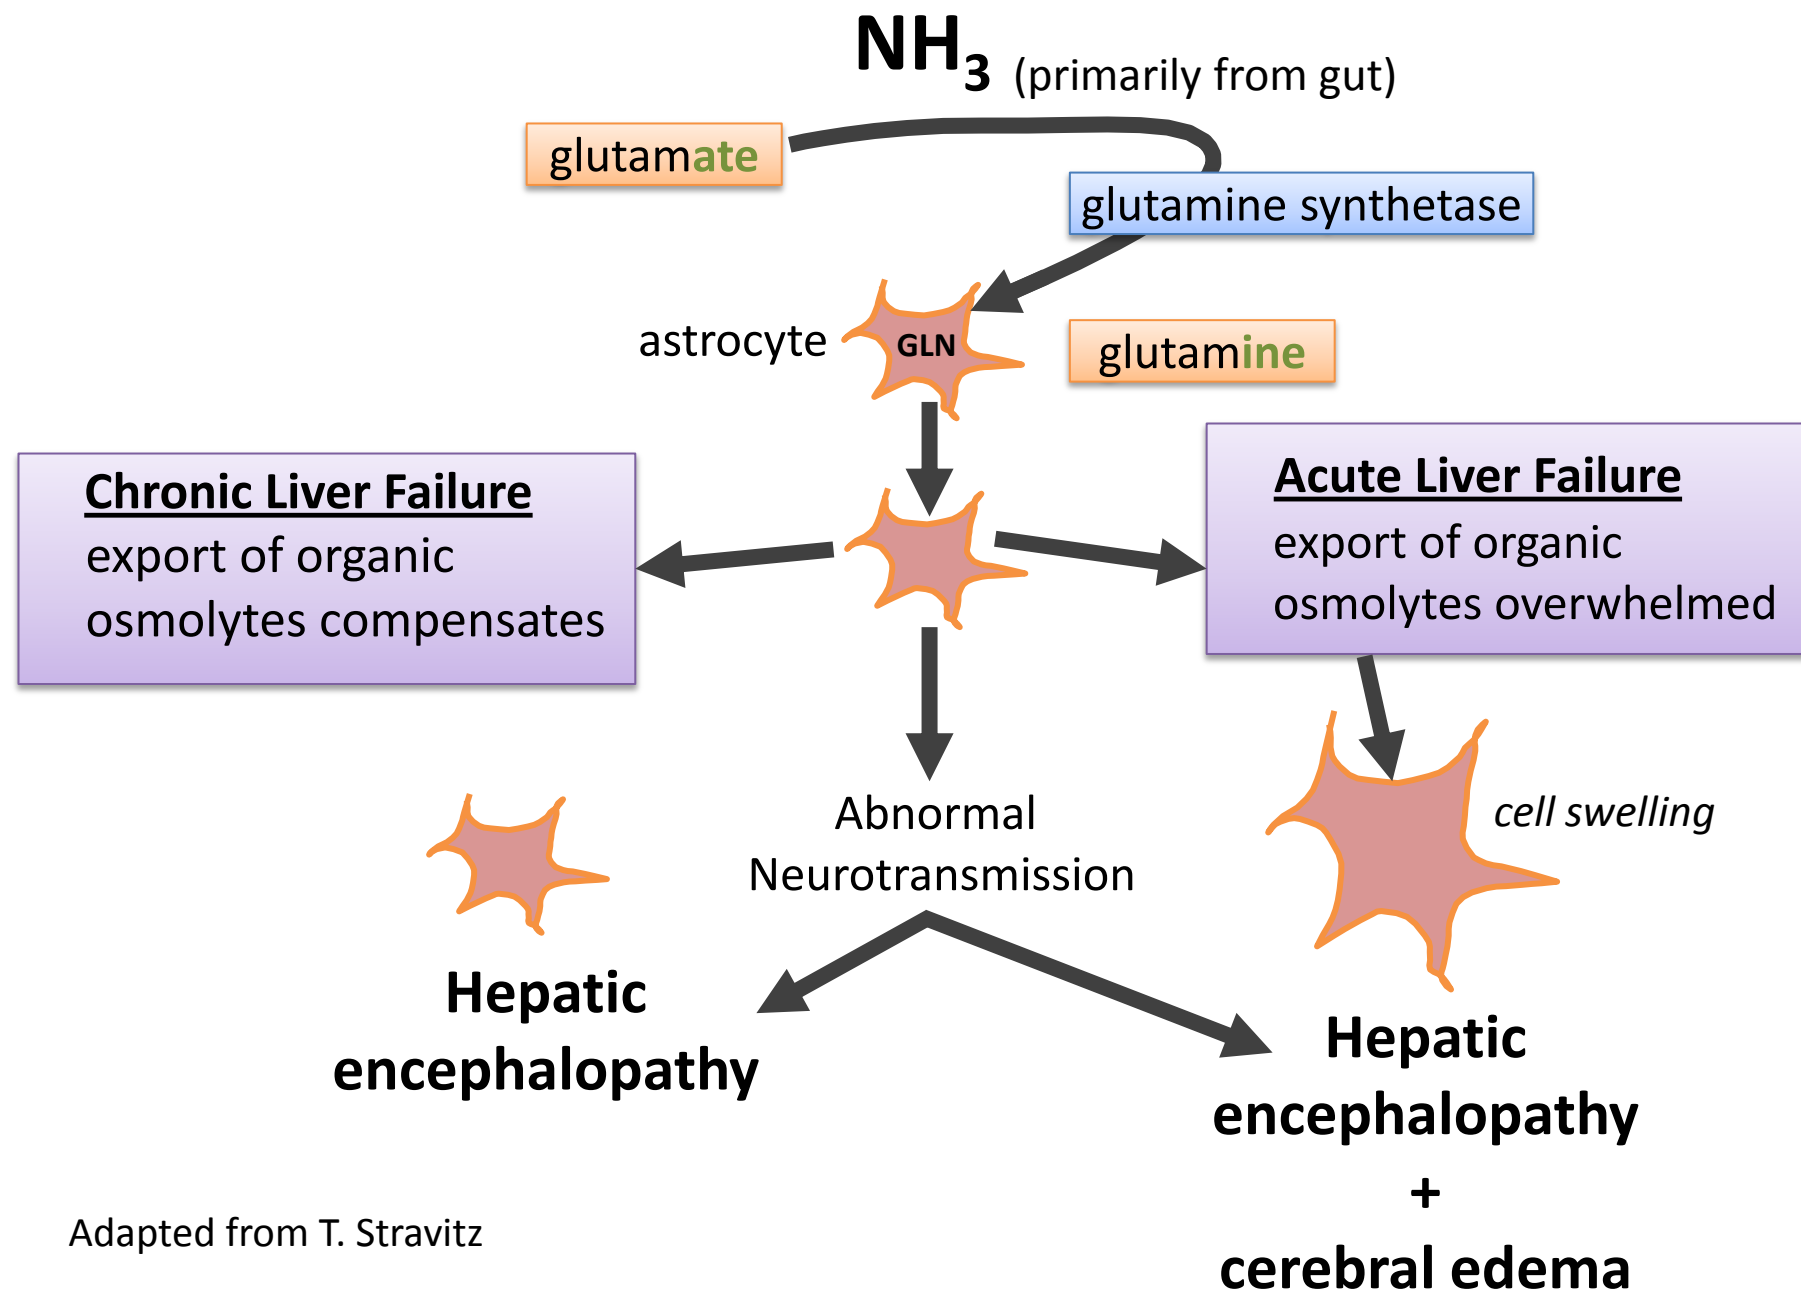 NH3 (primarily from gut)
glutamate
glutamine synthetase
astrocyte
GLN
glutamine
Chronic Liver Failure
export of organic
osmolytes compensates
Acute Liver Failure
export of organic
osmolytes overwhelmed
Abnormal
Neurotransmission
cell swelling
Hepatic
encephalopathy
Hepatic
encephalopathy
+
cerebral edema
Adapted from T. Stravitz